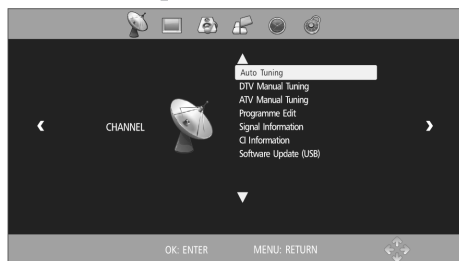 CHANNEL
Auto Tuning
DTV Manual Tuning
ATV Manual Tuning
Programme Edit
Signal Information
CI Information
Software Update (USB)
OK: ENTER MENU: RETURN